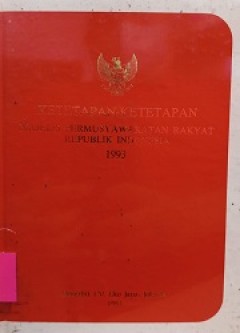 KETETAPAN-KETETAPAN
MAJELIS PERMUSYAWARATAN RAKYAT
REPUBLIK INDONESIA
1993